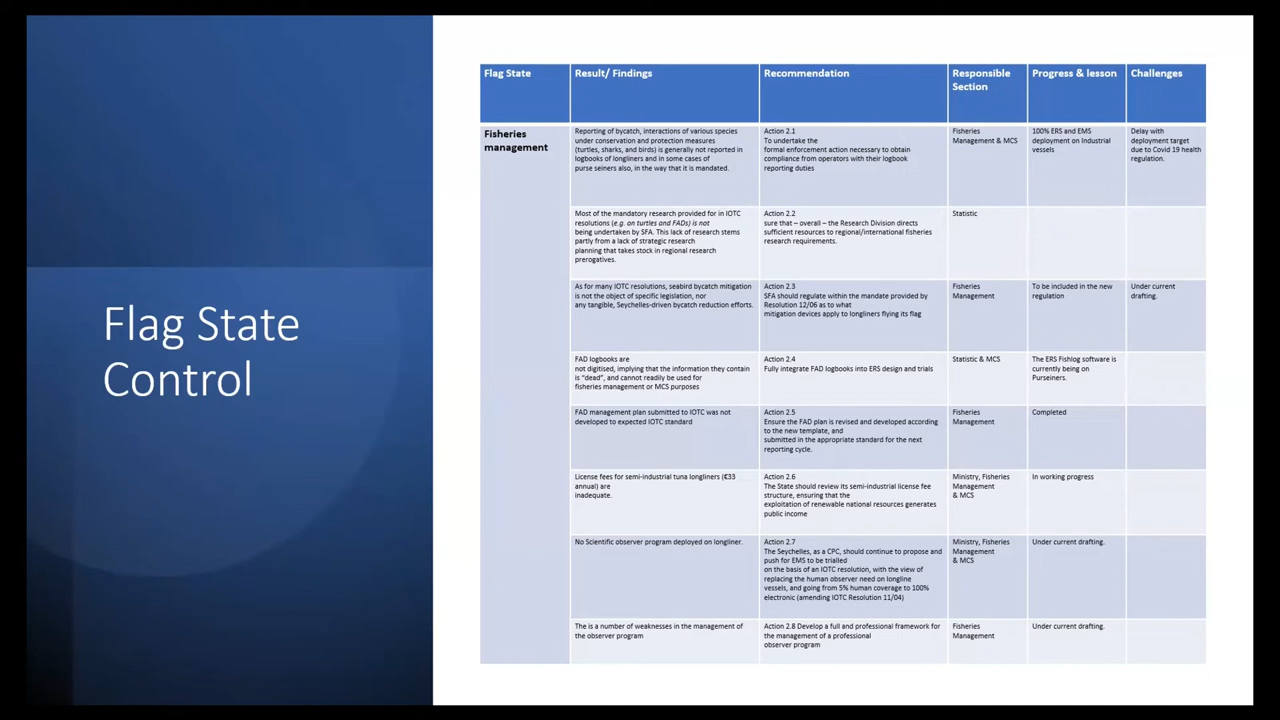 Flag State
Control
Flag State
Result/ Findings
Recommendation
Responsible
Section
Progress & lesson
Challenges
Fisheries
management
Reporting of bycatch, interactions of various species
under conservation and protection measures
(turtles, sharks, and birds) is generally not reported in
logbooks of longliners and in some cases of
purse seiners also, in the way that it is mandated.
Action 2.1
To undertake the
formal enforcement action necessary to obtain
compliance from operators with their logbook
reporting duties
Fisheries
Management & MCS
100% ERS and EMS
deployment on Industrial
vessels
Delay with
deployment target
due to Covid 19 health
regulation.
Most of the mandatory research provided for in IOTC
resolutions (e.g. on turtles and FADs) is not
being undertaken by SFA. This lack of research stems
partly from a lack of strategic research
planning that takes stock in regional research
prerogatives.
Action 2.2
sure that – overall – the Research Division directs
sufficient resources to regional/international fisheries
research requirements.
Statistic
As for many IOTC resolutions, seabird bycatch mitigation
is not the object of specific legislation, nor
any tangible, Seychelles-driven bycatch reduction efforts.
Action 2.3
SFA should regulate within the mandate provided by
Resolution 12/06 as to what
mitigation devices apply to longliners flying its flag
Fisheries
Management
To be included in the new
regulation
Under current
drafting.
FAD logbooks are
not digitised, implying that the information they contain
is “dead”, and cannot readily be used for
fisheries management or MCS purposes
Action 2.4
Fully integrate FAD logbooks into ERS design and trials
Statistic & MCS
The ERS Fishlog software is
currently being on
Purseiners.
FAD management plan submitted to IOTC was not
developed to expected IOTC standard
Action 2.5
Ensure the FAD plan is revised and developed according
to the new template, and
submitted in the appropriate standard for the next
reporting cycle.
Fisheries
Management
Completed
License fees for semi-industrial tuna longliners (€33
annual) are
inadequate.
Action 2.6
The State should review its semi-industrial license fee
structure, ensuring that the
exploitation of renewable national resources generates
public income
Ministry, Fisheries
Management
& MCS
In working progress
No Scientific observer program deployed on longliner.
Action 2.7
The Seychelles, as a CPC, should continue to propose and
push for EMS to be trialled
on the basis of an IOTC resolution, with the view of
replacing the human observer need on longline
vessels, and going from 5% human coverage to 100%
electronic (amending IOTC Resolution 11/04)
Ministry, Fisheries
Management
& MCS
Under current drafting.
The is a number of weaknesses in the management of
the observer program
Action 2.8 Develop a full and professional framework for
the management of a professional
observer program
Fisheries
Management
Under current drafting.